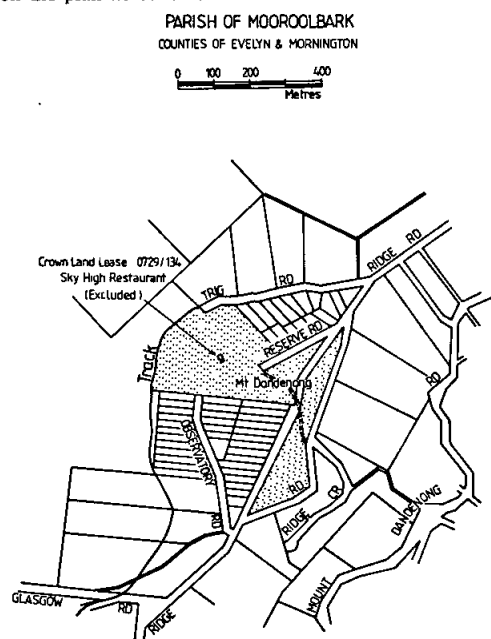 PARISH OF MOOROOLBARK
COUNTIES OF EVELYN & MORNINGTON
0 100 200 400
Metres
Crown Land Lease 0729/134
Sky High Restaurant
(Excluded)
TRIG RD
RIDGE RD
RESERVE RD
Track
Mt Dandenong
OBSERVATORY RD
RD
RIDGE CR
RD
DANDENONG
MOUNT
GLASGOW RD
RIDGE